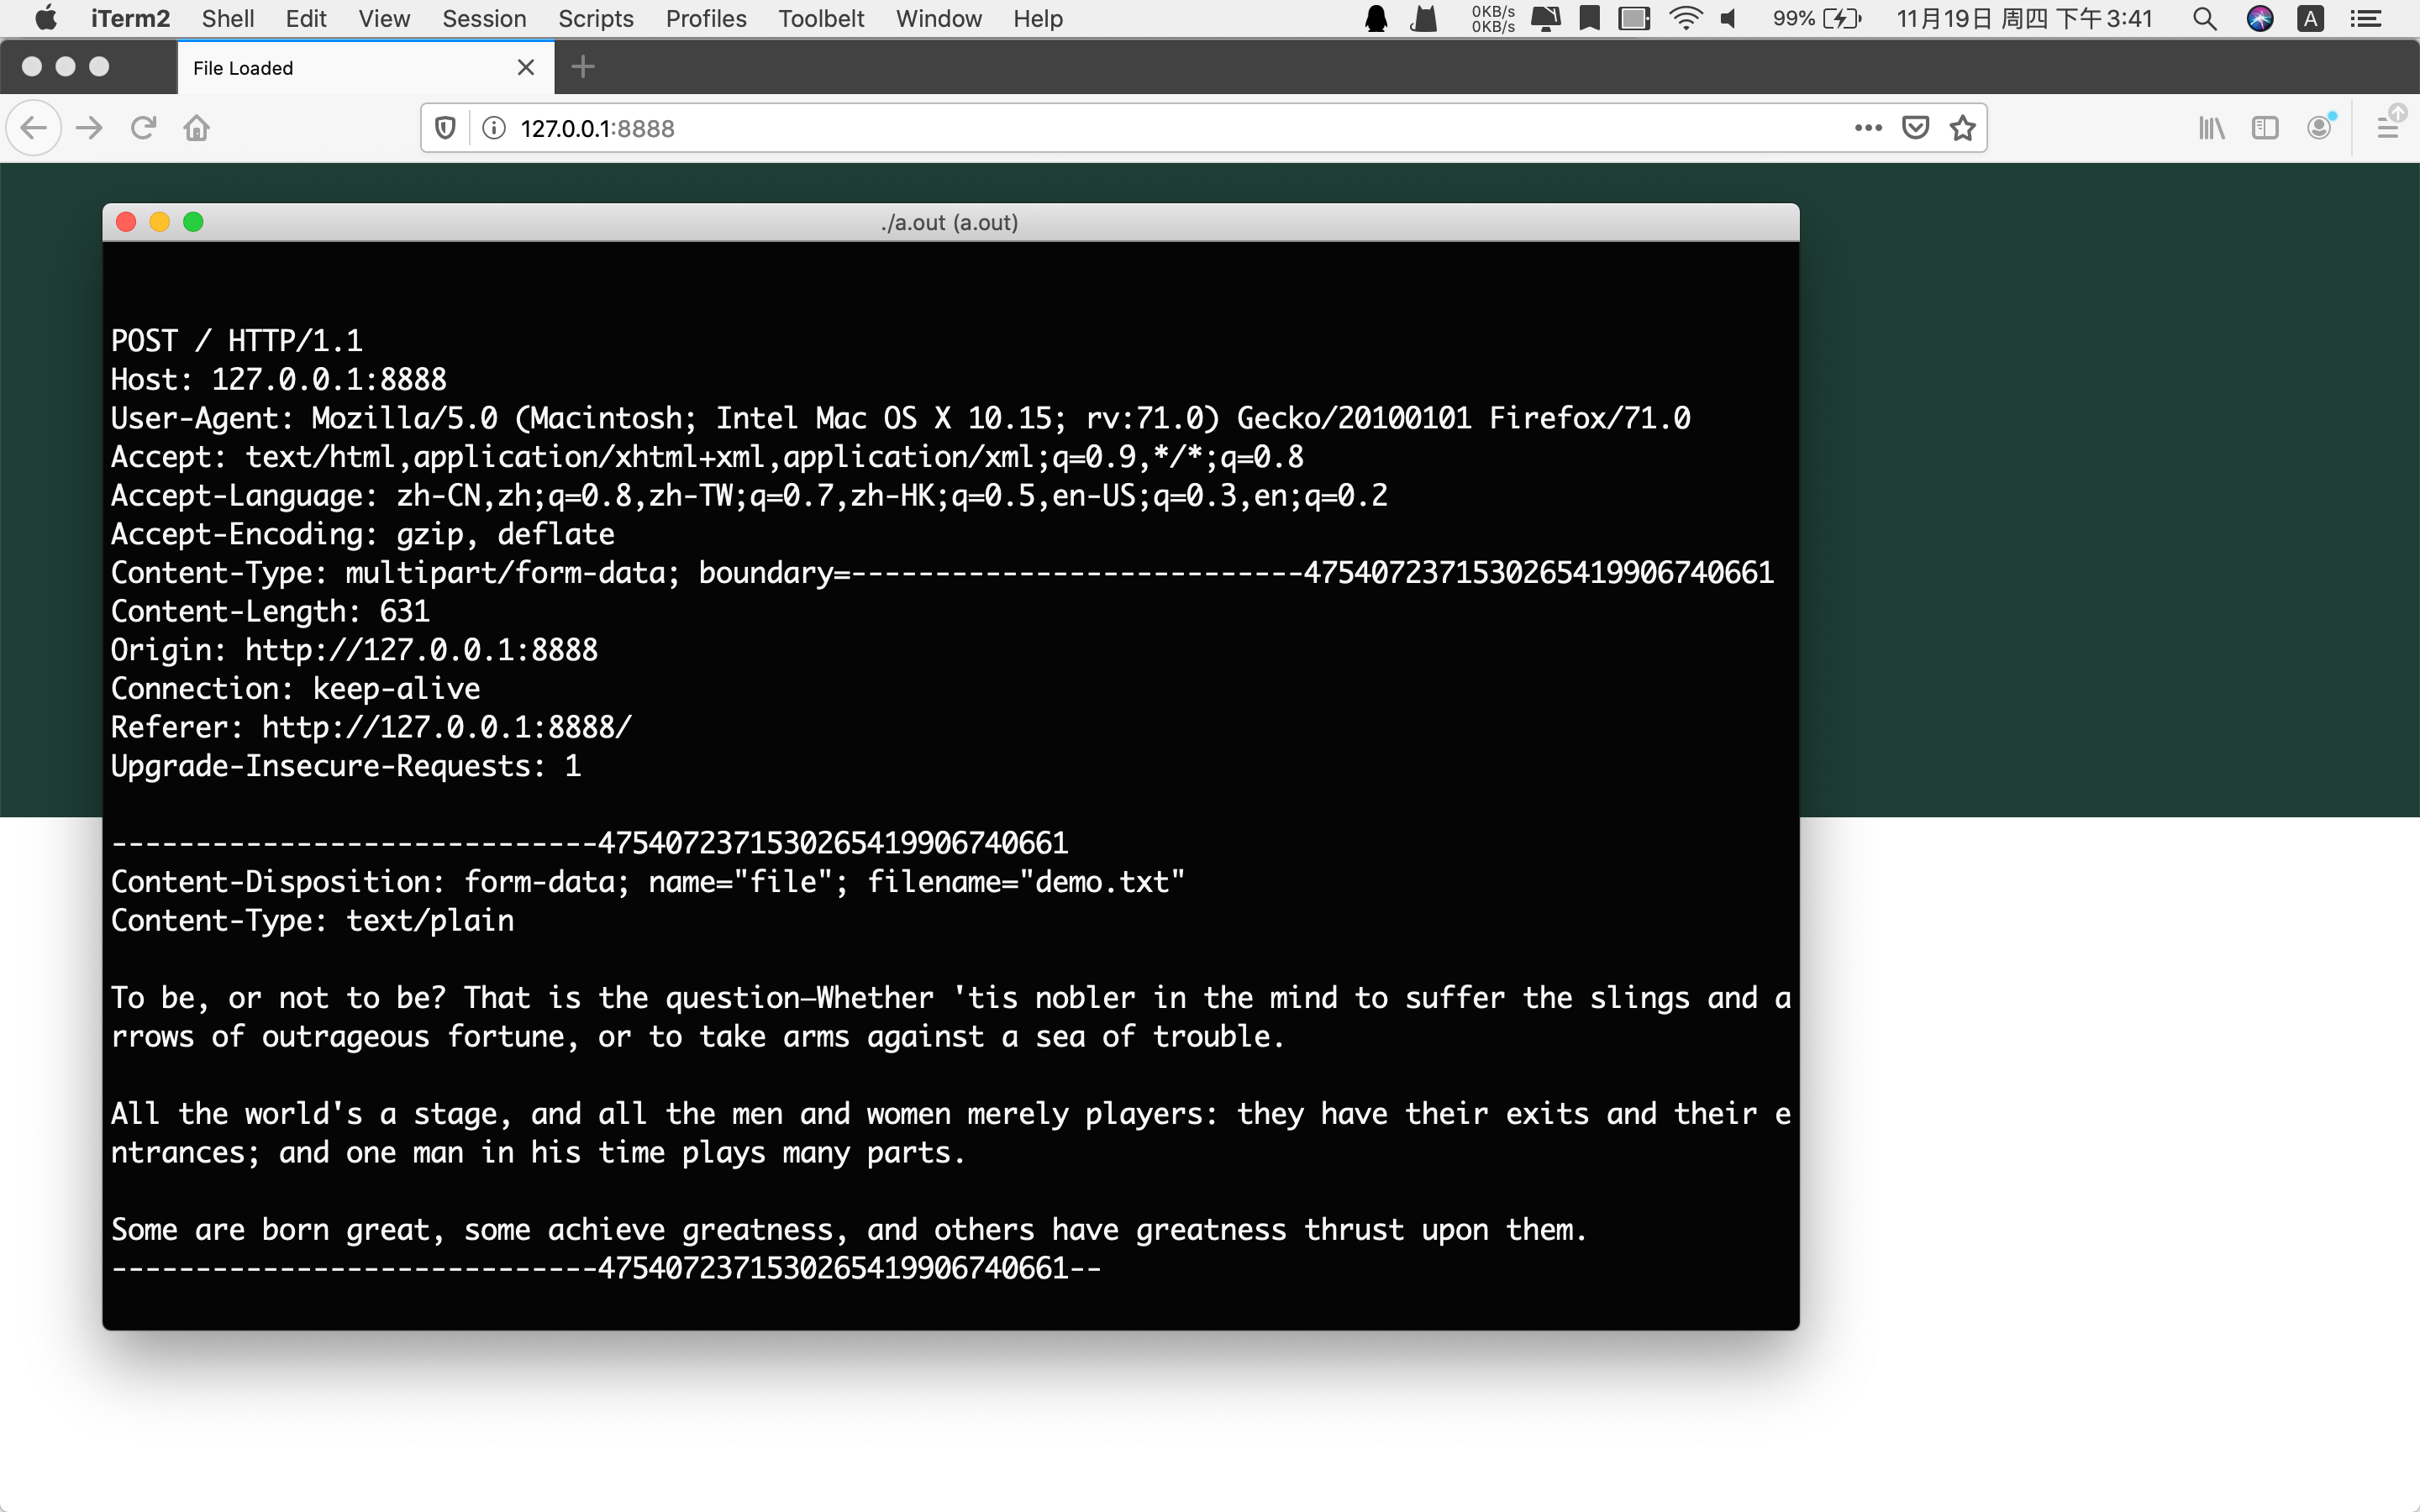 iTerm2 Shell Edit View Session Scripts Profiles Toolbelt Window Help 0KB/s 99% 11月19日 周四 下午 3:41 A
0KB/s
File Loaded
127.0.0.1:8888
./a.out (a.out)
POST / HTTP/1.1
Host: 127.0.0.1:8888
User-Agent: Mozilla/5.0 (Macintosh; Intel Mac OS X 10.15; rv:71.0) Gecko/20100101 Firefox/71.0
Accept: text/html,application/xhtml+xml,application/xml;q=0.9,*/*;q=0.8
Accept-Language: zh-CN,zh;q=0.8,zh-TW;q=0.7,zh-HK;q=0.5,en-US;q=0.3,en;q=0.2
Accept-Encoding: gzip, deflate
Content-Type: multipart/form-data; boundary=---------------------------4754072371530265419906740661
Content-Length: 631
Origin: http://127.0.0.1:8888
Connection: keep-alive
Referer: http://127.0.0.1:8888/
Upgrade-Insecure-Requests: 1
-----------------------------4754072371530265419906740661
Content-Disposition: form-data; name="file"; filename="demo.txt"
Content-Type: text/plain
To be, or not to be? That is the question—Whether 'tis nobler in the mind to suffer the slings and a
rrows of outrageous fortune, or to take arms against a sea of trouble.
All the world's a stage, and all the men and women merely players: they have their exits and their e
ntrances; and one man in his time plays many parts.
Some are born great, some achieve greatness, and others have greatness thrust upon them.
-----------------------------4754072371530265419906740661--